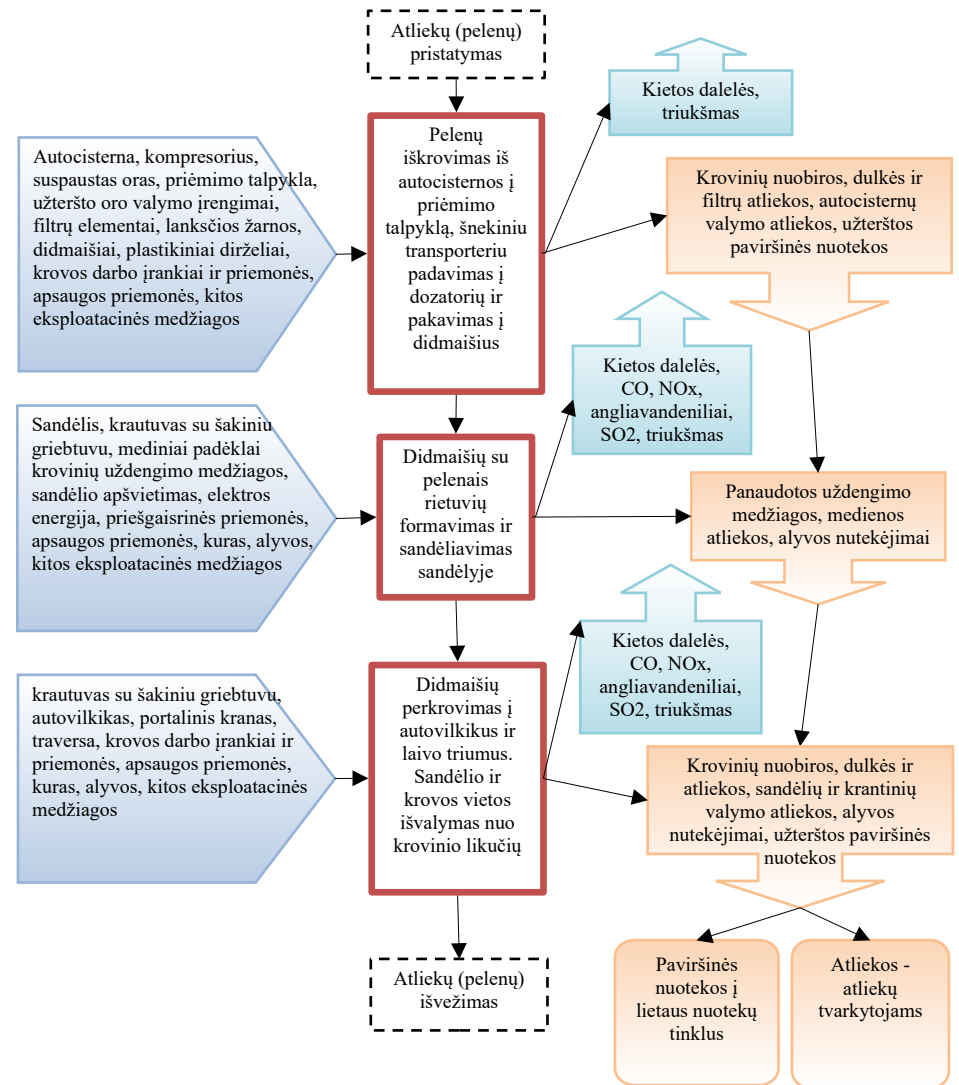 Atliekų (pelenų)
pristatymas
Kietos dalelės,
triukšmas
Autocisterna, kompresorius,
suspaustas oras, priėmimo talpykla,
užteršto oro valymo įrengimai,
filtrų elementai, lanksčios žarnos,
didmaišiai, plastikiniai dirželiai,
krovos darbo įrankiai ir priemonės,
apsaugos priemonės, kitos
eksploatacinės medžiagos
Pelenų
iškrovimas iš
autocisternos į
priėmimo
talpyklą, šnekiniu
transporteriu
padavimas į
dozatorių ir
pakavimas į
didmaišius
Krovinių nuobiros, dulkės ir
filtrų atliekos, autocisternų
valymo atliekos, užterštos
paviršinės nuotekos
Kietos dalelės,
CO, NOx,
angliavandeniliai,
SO2, triukšmas
Sandėlis, krautuvas su šakiniu
griebtuvu, mediniai padėklai
krovinių uždengimo medžiagos,
sandėlio apšvietimas, elektros
energija, priešgaisrinės priemonės,
apsaugos priemonės, kuras, alyvos,
kitos eksploatacinės medžiagos
Didmaišių su
pelenais
rietuvių
formavimas ir
sandėliavimas
sandėlyje
Panaudotos uždengimo
medžiagos, medienos
atliekos, alyvos nutekėjimai
Kietos dalelės,
CO, NOx,
angliavandeniliai,
SO2, triukšmas
krautuvas su šakiniu griebtuvu,
autovilkikas, portalinis kranas,
traversa, krovos darbo įrankiai ir
priemonės, apsaugos priemonės,
kuras, alyvos, kitos eksploatacinės
medžiagos
Didmaišių
perkrovimas į
autovilkikus ir
laivo triumus.
Sandėlio ir
krovos vietos
išvalymas nuo
krovinio likučių
Krovinių nuobiros, dulkės ir
atliekos, sandėlių ir krantinių
valymo atliekos, alyvos
nutekėjimai, užterštos paviršinės
nuotekos
Atliekų (pelenų)
išvežimas
Paviršinės
nuotekos į
lietaus nuotekų
tinklus
Atliekos -
atliekų
tvarkytojams